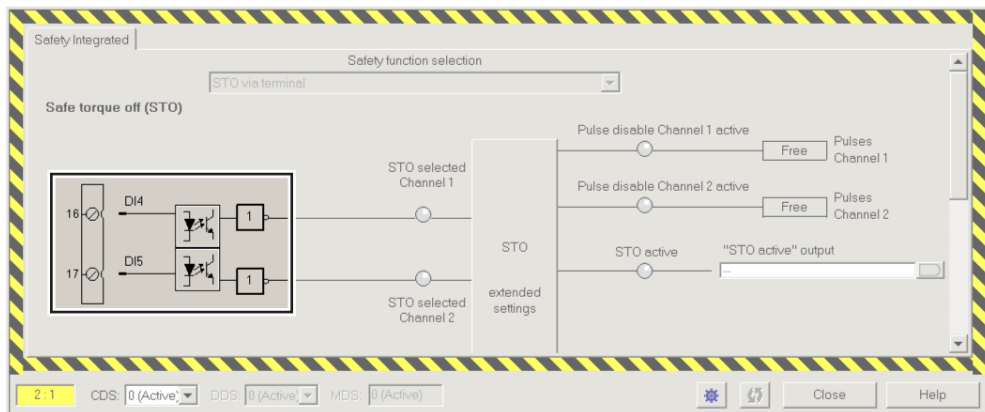 Safety Integrated
Safety function selection
STO via terminal
Safe torque off (STO)
Pulse disable Channel 1 active
Free
Pulses
Channel 1
STO selected
Channel 1
Pulse disable Channel 2 active
Free
Pulses
Channel 2
16
DI4
1
STO
STO active
"STO active" output
...
17
DI5
1
extended
settings
STO selected
Channel 2
2:1
CDS: 0 (Active)
DDS: 0 (Active)
MDS: 0 (Active)
Close
Help